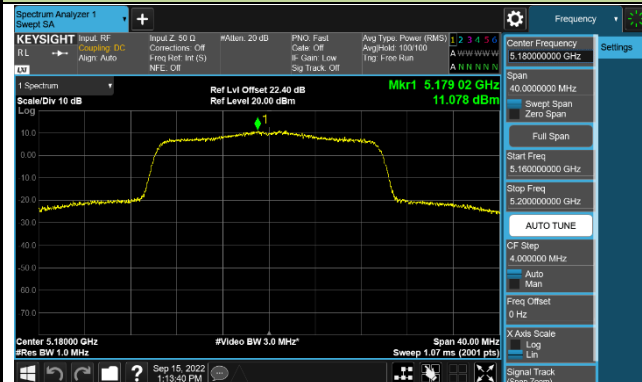 Spectrum Analyzer 1
Swept SA
+
Frequency
KEYSIGHT
RL
LXI
Input: RF
Coupling: DC
Align: Auto
Input Z: 50 Ω
Corrections: Off
Freq Ref: Int (S)
NFE: Off
#Atten: 20 dB
PNO: Fast
Gate: Off
IF Gain: Low
Sig Track: Off
Avg Type: Power (RMS)
Avg|Hold: 100/100
Trig: Free Run
1 2 3 4 5 6
A W W W W W
A N N N N N
1 Spectrum
Scale/Div 10 dB
Log
Ref Lvl Offset 22.40 dB
Ref Level 20.00 dBm
Mkr1 5.179 02 GHz
11.078 dBm
1
10.0
0.00
-10.0
-20.0
-30.0
-40.0
-50.0
-60.0
-70.0
Center 5.18000 GHz
#Res BW 1.0 MHz
#Video BW 3.0 MHz*
Span 40.00 MHz
Sweep 1.07 ms (2001 pts)
Center Frequency
5.180000000 GHz
Settings
Span
40.0000000 MHz
Swept Span
Zero Span
Full Span
Start Freq
5.160000000 GHz
Stop Freq
5.200000000 GHz
AUTO TUNE
CF Step
4.000000 MHz
Auto
Man
Freq Offset
0 Hz
X Axis Scale
Log
Lin
Signal Track
(Span Zoom)
?
Sep 15, 2022
1:13:40 PM